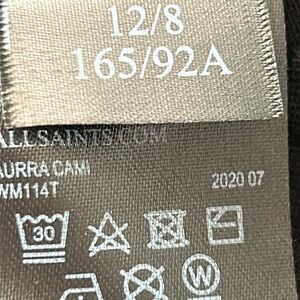 12/8
165/92A
ALLSAINTS.COM
AURRA CAMI
WM114T
2020 07
30
W